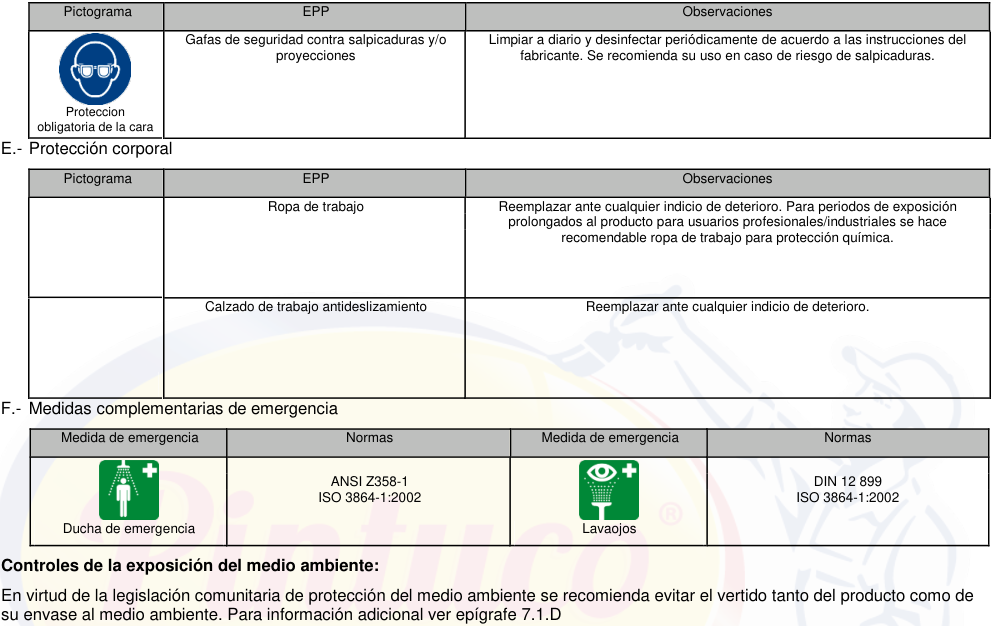 Pictograma EPP Observaciones
Gafas de seguridad contra salpicaduras y/o
proyecciones
Limpiar a diario y desinfectar periódicamente de acuerdo a las instrucciones del
fabricante. Se recomienda su uso en caso de riesgo de salpicaduras.
Proteccion
obligatoria de la cara
E.- Protección corporal
Pictograma EPP Observaciones
Ropa de trabajo
Reemplazar ante cualquier indicio de deterioro. Para periodos de exposición
prolongados al producto para usuarios profesionales/industriales se hace
recomendable ropa de trabajo para protección química.
Calzado de trabajo antideslizamiento
Reemplazar ante cualquier indicio de deterioro.
F.- Medidas complementarias de emergencia
Medida de emergencia Normas Medida de emergencia Normas
Ducha de emergencia
ANSI Z358-1
ISO 3864-1:2002
Lavaojos
DIN 12 899
ISO 3864-1:2002
Pintuco ®
Controles de la exposición del medio ambiente:
En virtud de la legislación comunitaria de protección del medio ambiente se recomienda evitar el vertido tanto del producto como de
su envase al medio ambiente. Para información adicional ver epígrafe 7.1.D